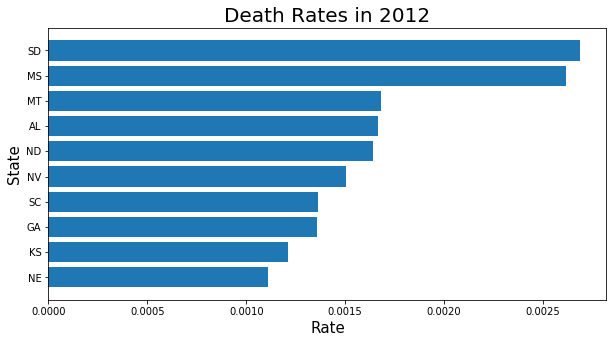 Death Rates in 2012
State
SD
MS
MT
AL
ND
NV
SC
GA
KS
NE
0.0000 0.0005 0.0010 0.0015 0.0020 0.0025
Rate